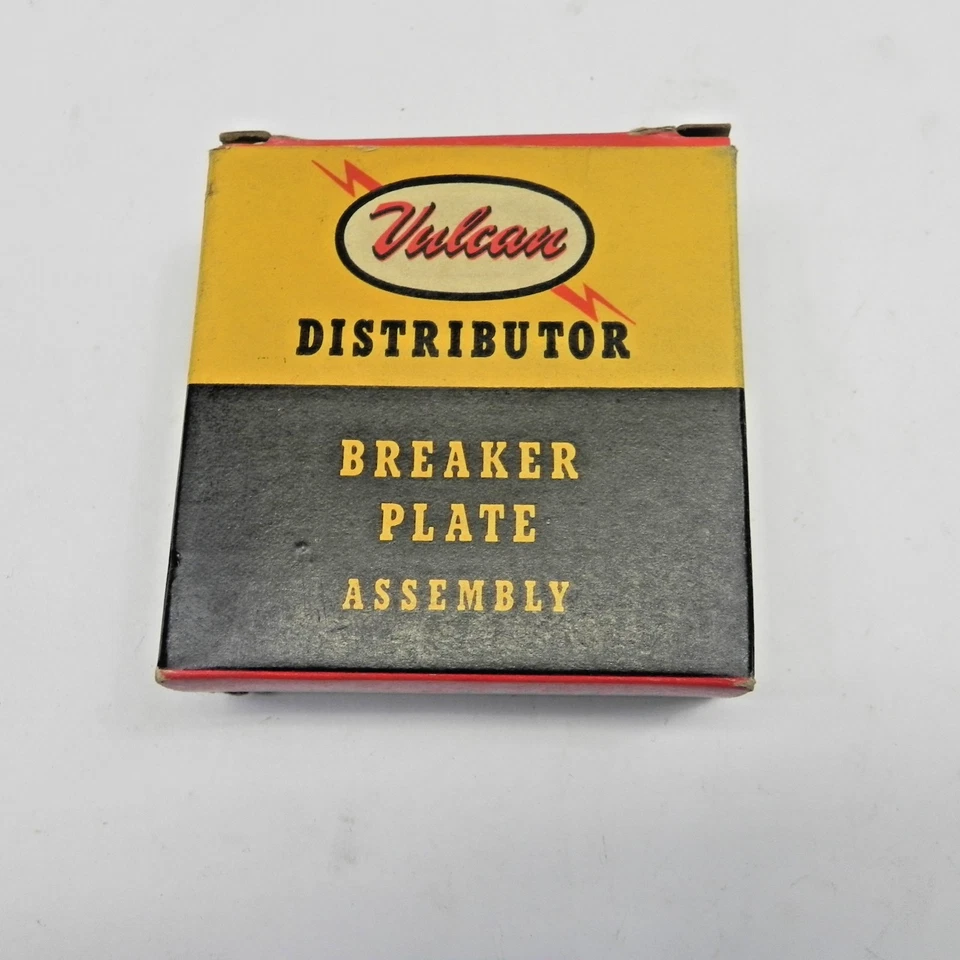 Vulcan
DISTRIBUTOR
BREAKER
PLATE
ASSEMBLY